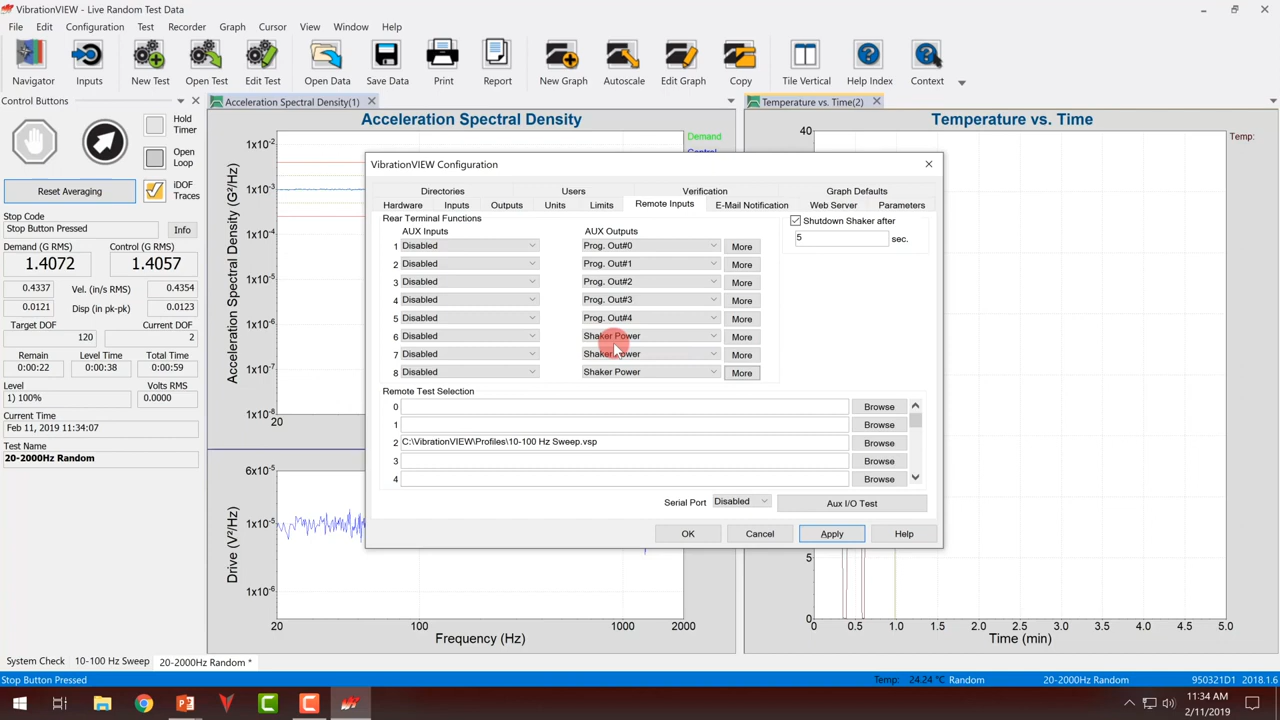 VibrationVIEW - Live Random Test Data
File Edit Configuration Test Recorder Graph Cursor View Window Help
Navigator Inputs New Test Open Test Edit Test Open Data Save Data Print Report New Graph Autoscale Edit Graph Copy Tile Vertical Help Index Context
Control Buttons
Acceleration Spectral Density(1)
Temperature vs. Time(2)
Hold Timer
Open Loop
iDOF Traces
Reset Averaging
Stop Code
Stop Button Pressed Info
Demand (G RMS) Control (G RMS)
1.4072 1.4057
0.4337 Vel. (in/s RMS) 0.4354
0.0121 Disp (in pk-pk) 0.0123
Target DOF Current DOF
120 2
Remain Level Time Total Time
0:00:22 0:00:38 0:00:59
Level Volts RMS
1) 100% 0.0000
Current Time
Feb 11, 2019 11:34:07
Test Name
20-2000Hz Random
Acceleration Spectral Density
Demand
Acceleration Spectral Density (G²/Hz)
1x10⁻²
1x10⁻³
1x10⁻⁴
1x10⁻⁵
1x10⁻⁶
1x10⁻⁷
1x10⁻⁸
20
Drive (V²/Hz)
6x10⁻⁵
1x10⁻⁵
1x10⁻⁶
20 100 1000 2000
Frequency (Hz)
Temperature vs. Time
Temp:
40
5
0
0 0.5 1.0 1.5 2.0 2.5 3.0 3.5 4.0 4.5 5.0
Time (min)
VibrationVIEW Configuration
Directories Users Verification Graph Defaults
Hardware Inputs Outputs Units Limits Remote Inputs E-Mail Notification Web Server Parameters
Rear Terminal Functions
AUX Inputs AUX Outputs
1 Disabled Prog. Out#0 More
2 Disabled Prog. Out#1 More
3 Disabled Prog. Out#2 More
4 Disabled Prog. Out#3 More
5 Disabled Prog. Out#4 More
6 Disabled Shaker Power More
7 Disabled Shaker Power More
8 Disabled Shaker Power More
Shutdown Shaker after
5 sec.
Remote Test Selection
0 Browse
1 Browse
2 C:\VibrationVIEW\Profiles\10-100 Hz Sweep.vsp Browse
3 Browse
4 Browse
Serial Port Disabled Aux I/O Test
OK Cancel Apply Help
System Check 10-100 Hz Sweep 20-2000Hz Random *
Stop Button Pressed Temp: 24.24 °C Random 20-2000Hz Random 950321D1 2018.1.6
11:34 AM
2/11/2019